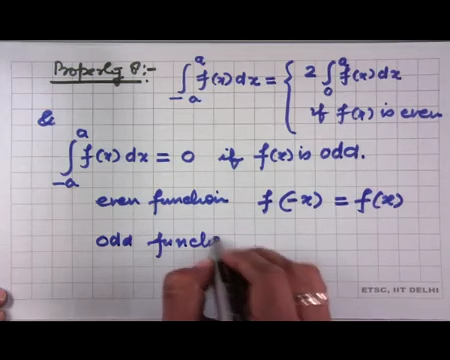 Property 8:-
∫_{-a}^{a} f(x) dx = { 2 ∫_{0}^{a} f(x) dx
if f(x) is even
&
∫_{-a}^{a} f(x) dx = 0 if f(x) is odd.
even function f(-x) = f(x)
odd functi
ETSC, IIT DELHI